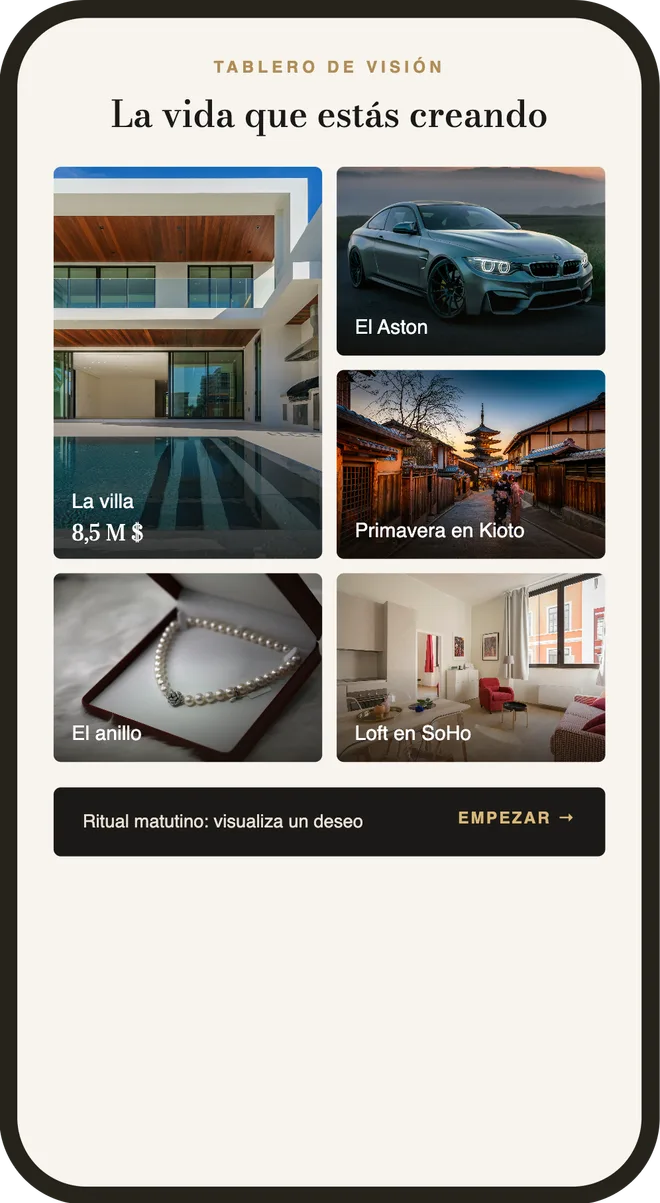 TABLERO DE VISIÓN
La vida que estás creando
La villa
8,5 M $
El Aston
Primavera en Kioto
El anillo
Loft en SoHo
Ritual matutino: visualiza un deseo
EMPEZAR →